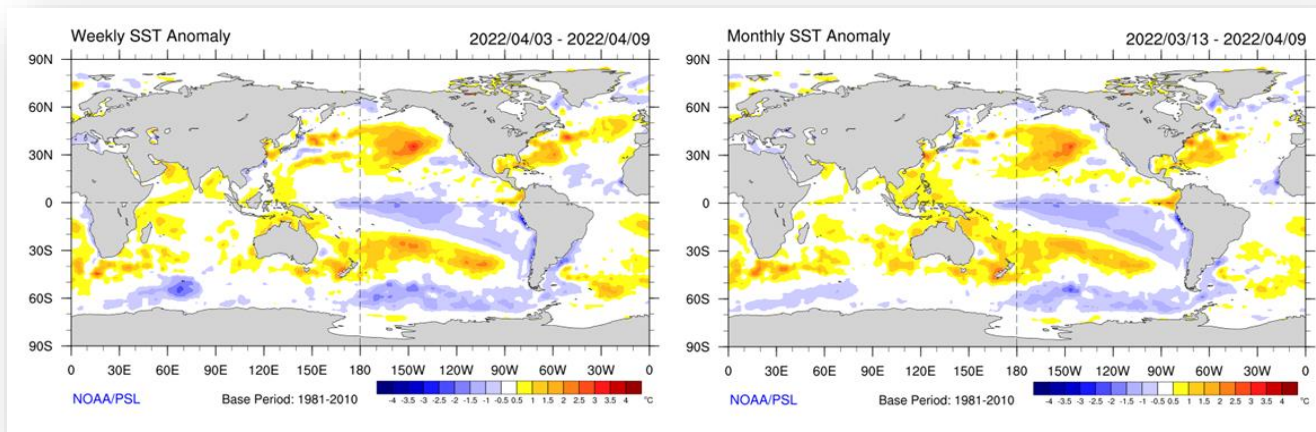 Weekly SST Anomaly
2022/04/03 - 2022/04/09
90N
60N
30N
0
30S
60S
90S
0 30E 60E 90E 120E 150E 180 150W 120W 90W 60W 30W 0
NOAA/PSL
Base Period: 1981-2010
-4 -3 -2.5 -2 -1.5 -1 -0.5 0.5 1 1.5 2 2.5 3 3.5 4 °C
Monthly SST Anomaly
2022/03/13 - 2022/04/09
90N
60N
30N
0
30S
60S
90S
0 30E 60E 90E 120E 150E 180 150W 120W 90W 60W 30W 0
NOAA/PSL
Base Period: 1981-2010
-4 -3 -2.5 -2 -1.5 -1 -0.5 0.5 1 1.5 2 2.5 3 3.5 4 °C